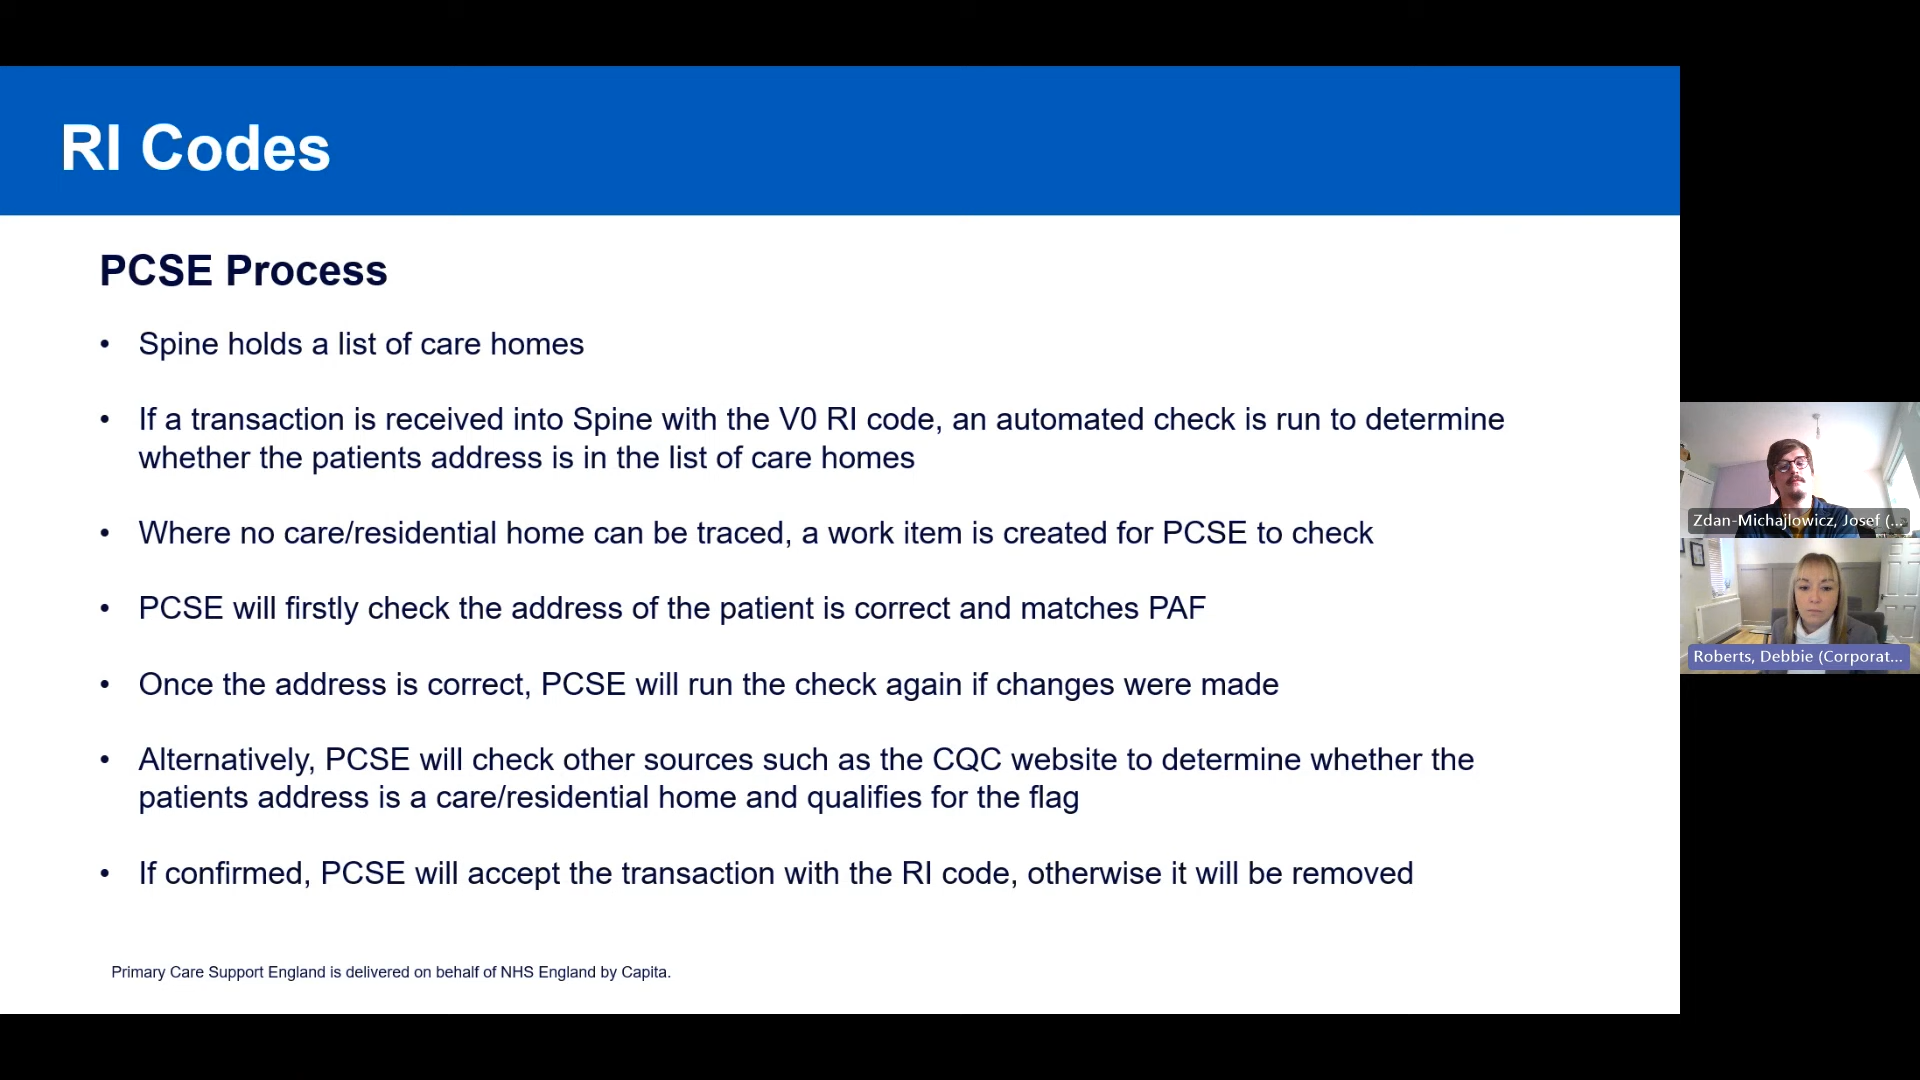 RI Codes
PCSE Process
• Spine holds a list of care homes
• If a transaction is received into Spine with the V0 RI code, an automated check is run to determine
whether the patients address is in the list of care homes
• Where no care/residential home can be traced, a work item is created for PCSE to check
• PCSE will firstly check the address of the patient is correct and matches PAF
• Once the address is correct, PCSE will run the check again if changes were made
• Alternatively, PCSE will check other sources such as the CQC website to determine whether the
patients address is a care/residential home and qualifies for the flag
• If confirmed, PCSE will accept the transaction with the RI code, otherwise it will be removed
Primary Care Support England is delivered on behalf of NHS England by Capita.
Zdan-Michajlowicz, Josef (...
Roberts, Debbie (Corporat...